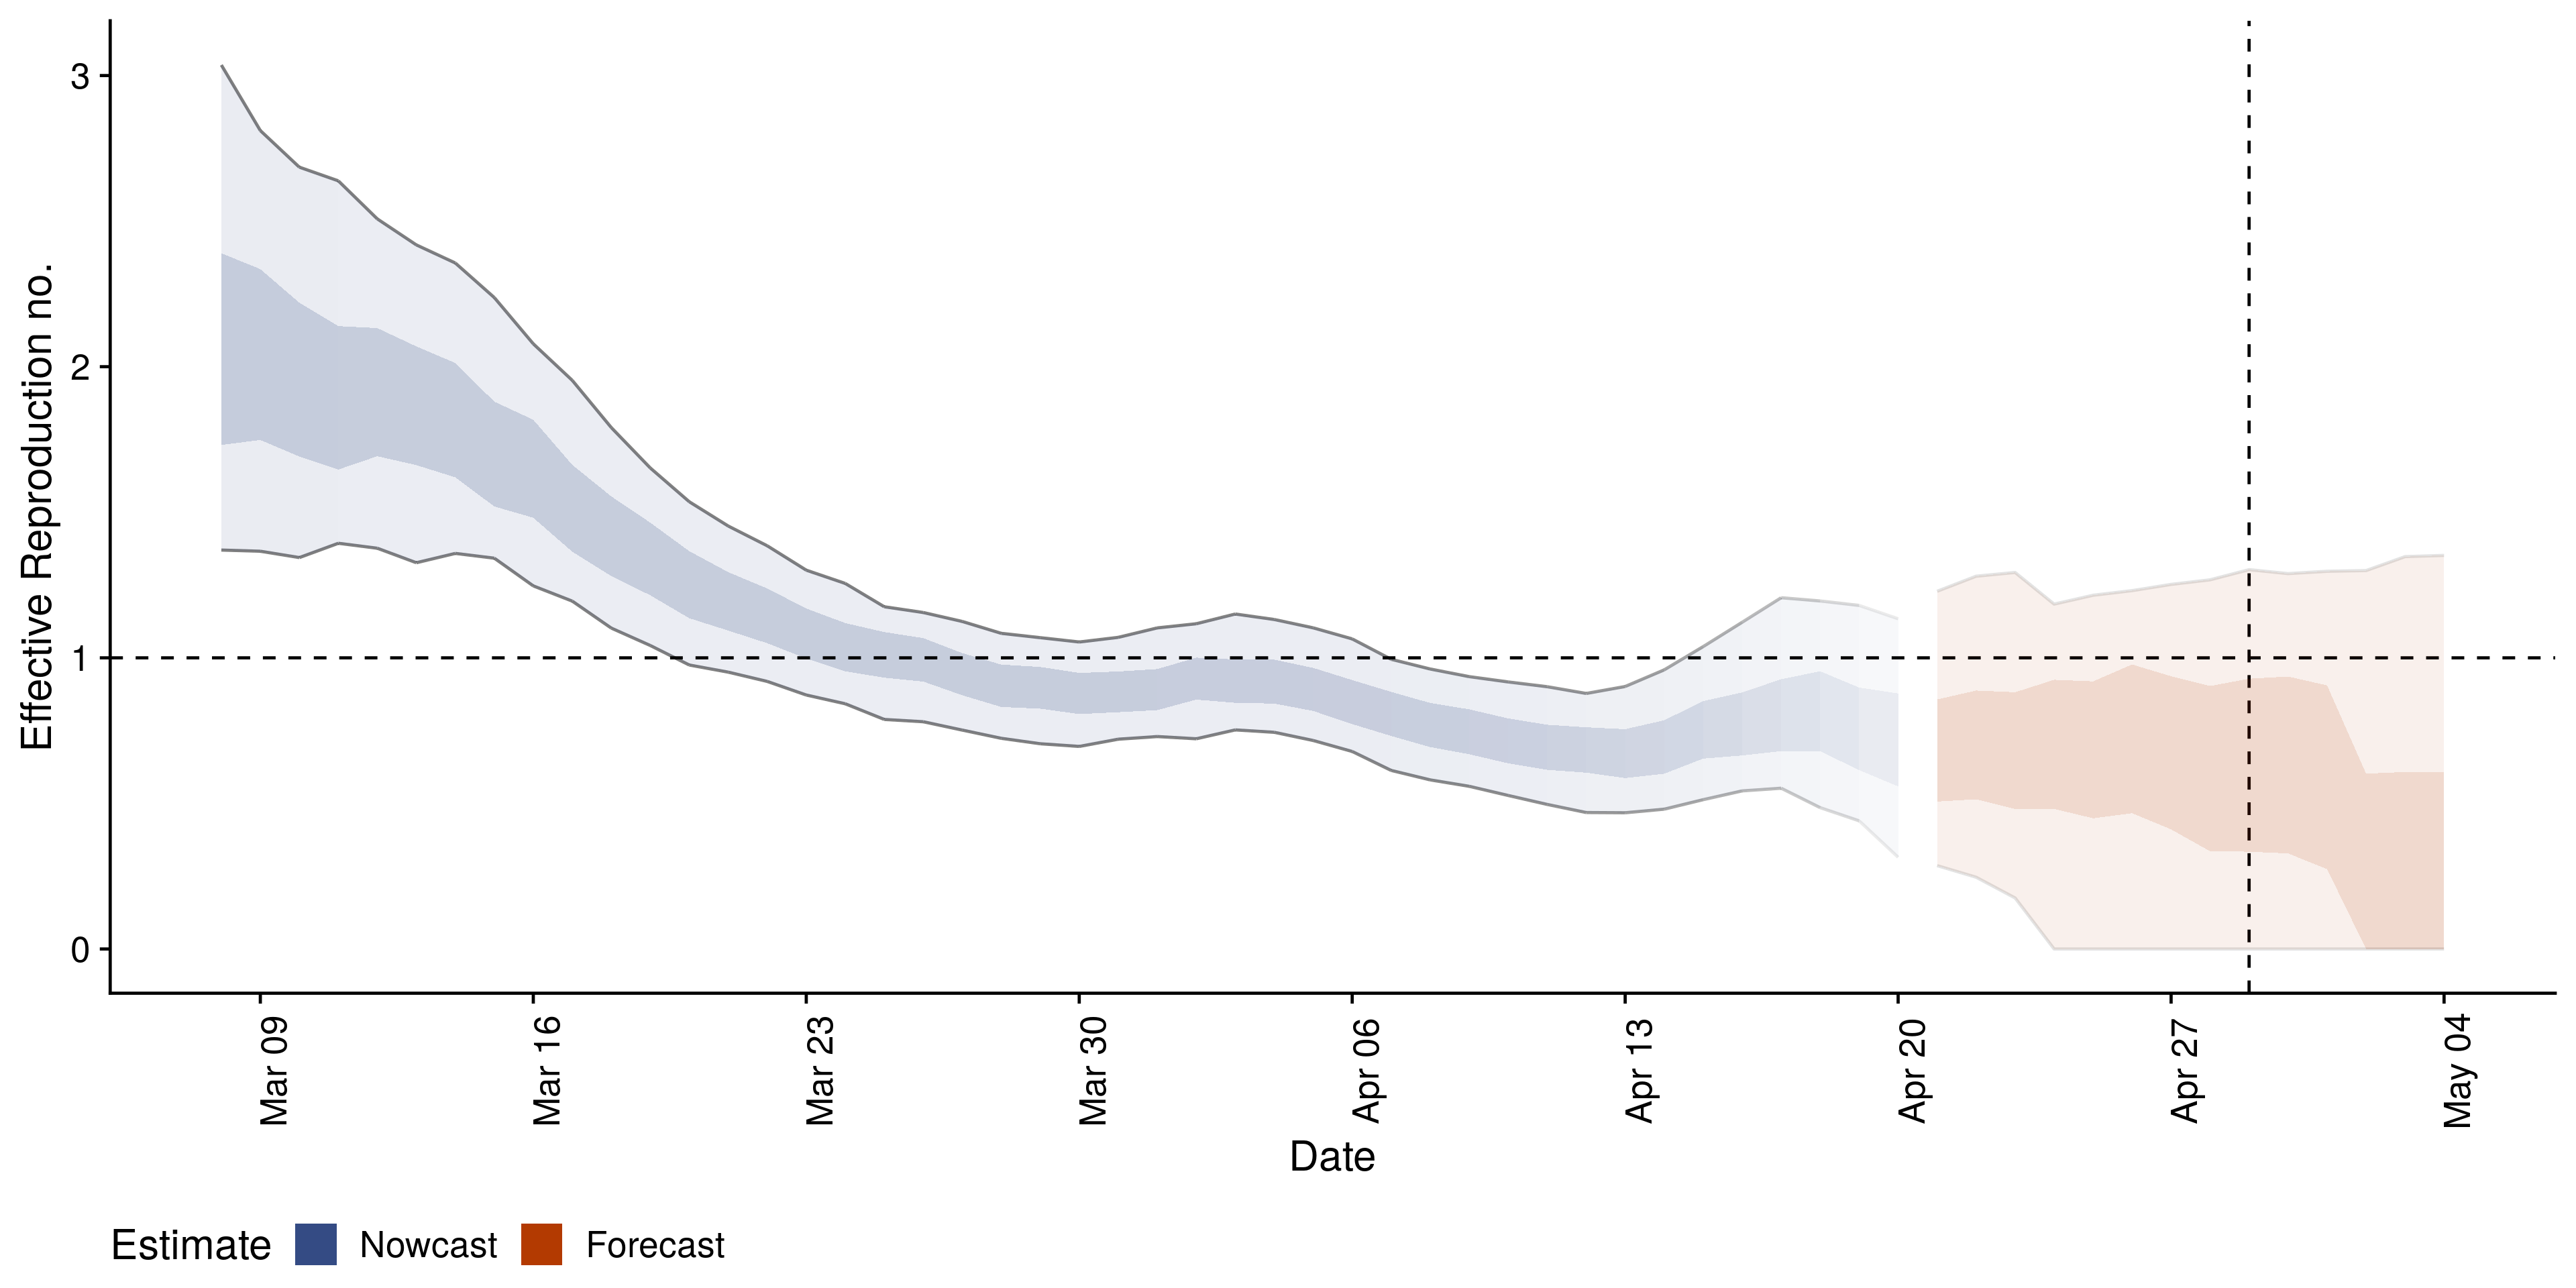 Effective Reproduction no.
3
2
1
0
Mar 09
Mar 16
Mar 23
Mar 30
Apr 06
Apr 13
Apr 20
Apr 27
May 04
Date
Estimate Nowcast Forecast